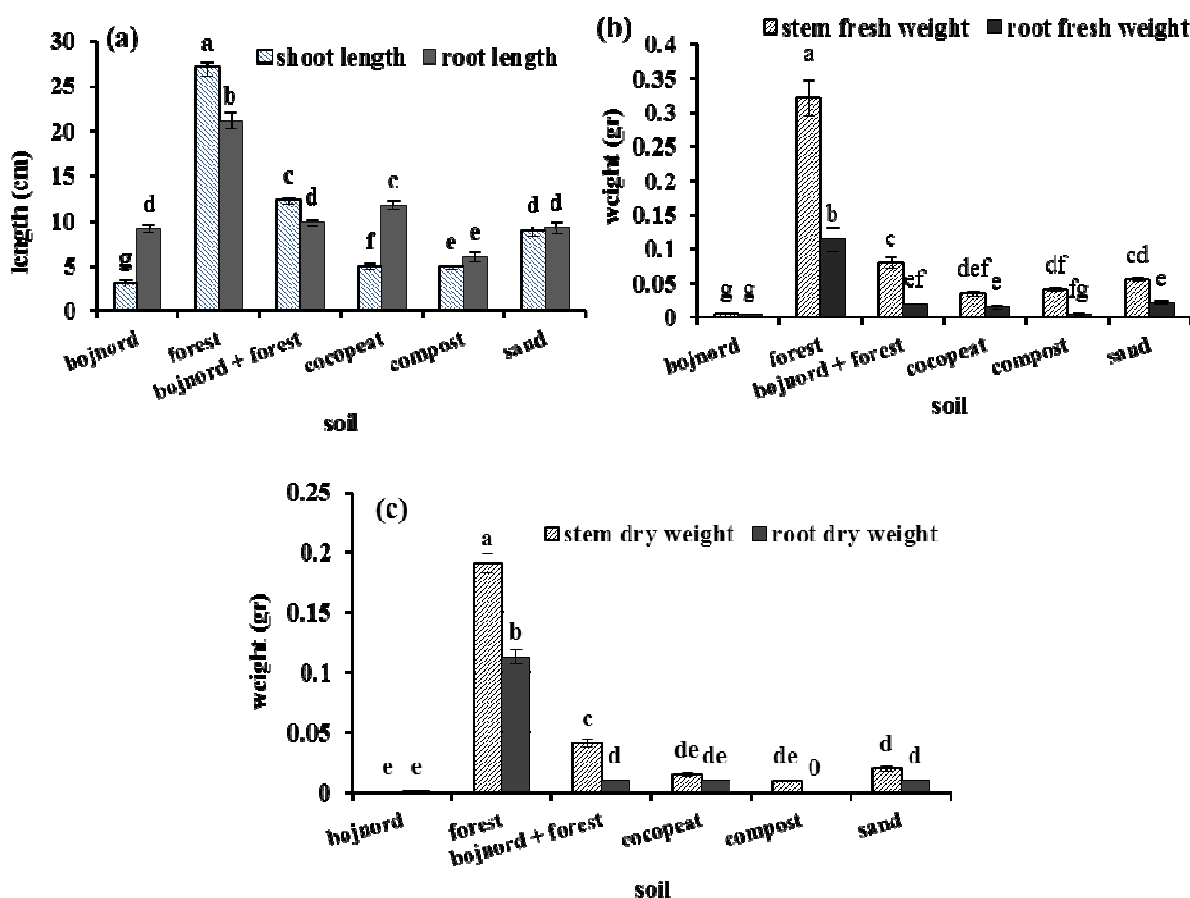 (a)
shoot length root length
30
25
20
15
10
5
0
length (cm)
g d a b c d f c e e d d
bojnord forest bojnord + forest cocopeat compost sand
soil
(b)
stem fresh weight root fresh weight
0.4
0.35
0.3
0.25
0.2
0.15
0.1
0.05
0
weight (gr)
g g a b c ef def e df fg cd e
bojnord forest bojnord + forest cocopeat compost sand
soil
(c)
stem dry weight root dry weight
0.25
0.2
0.15
0.1
0.05
0
weight (gr)
e e a b c d de de de 0 d d
bojnord forest bojnord + forest cocopeat compost sand
soil